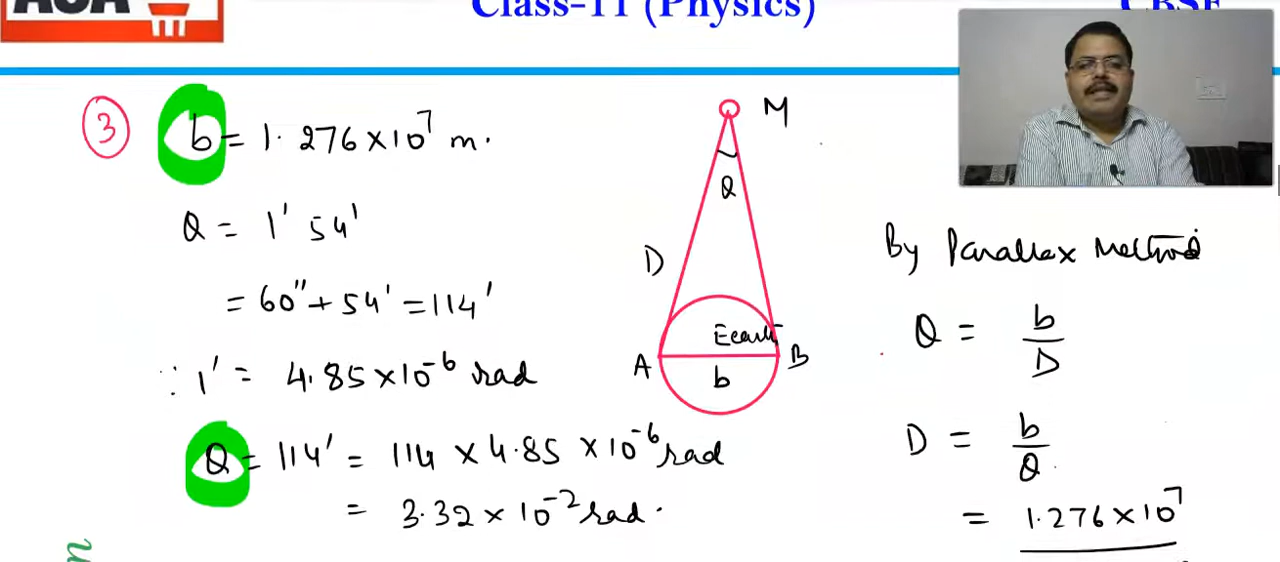 Class-11 (Physics)
CBSE
3
b = 1.276×10⁷ m.
Q = 1' 54'
= 60" + 54' = 114'
∵ 1' = 4.85×10⁻⁶ rad
Q = 114' = 114 × 4.85 ×10⁻⁶ rad
= 3.32 × 10⁻² rad.
M
Q
D
Earth
A
B
b
By Parallax Method
Q = b/D
D = b/Q
= 1.276×10⁷